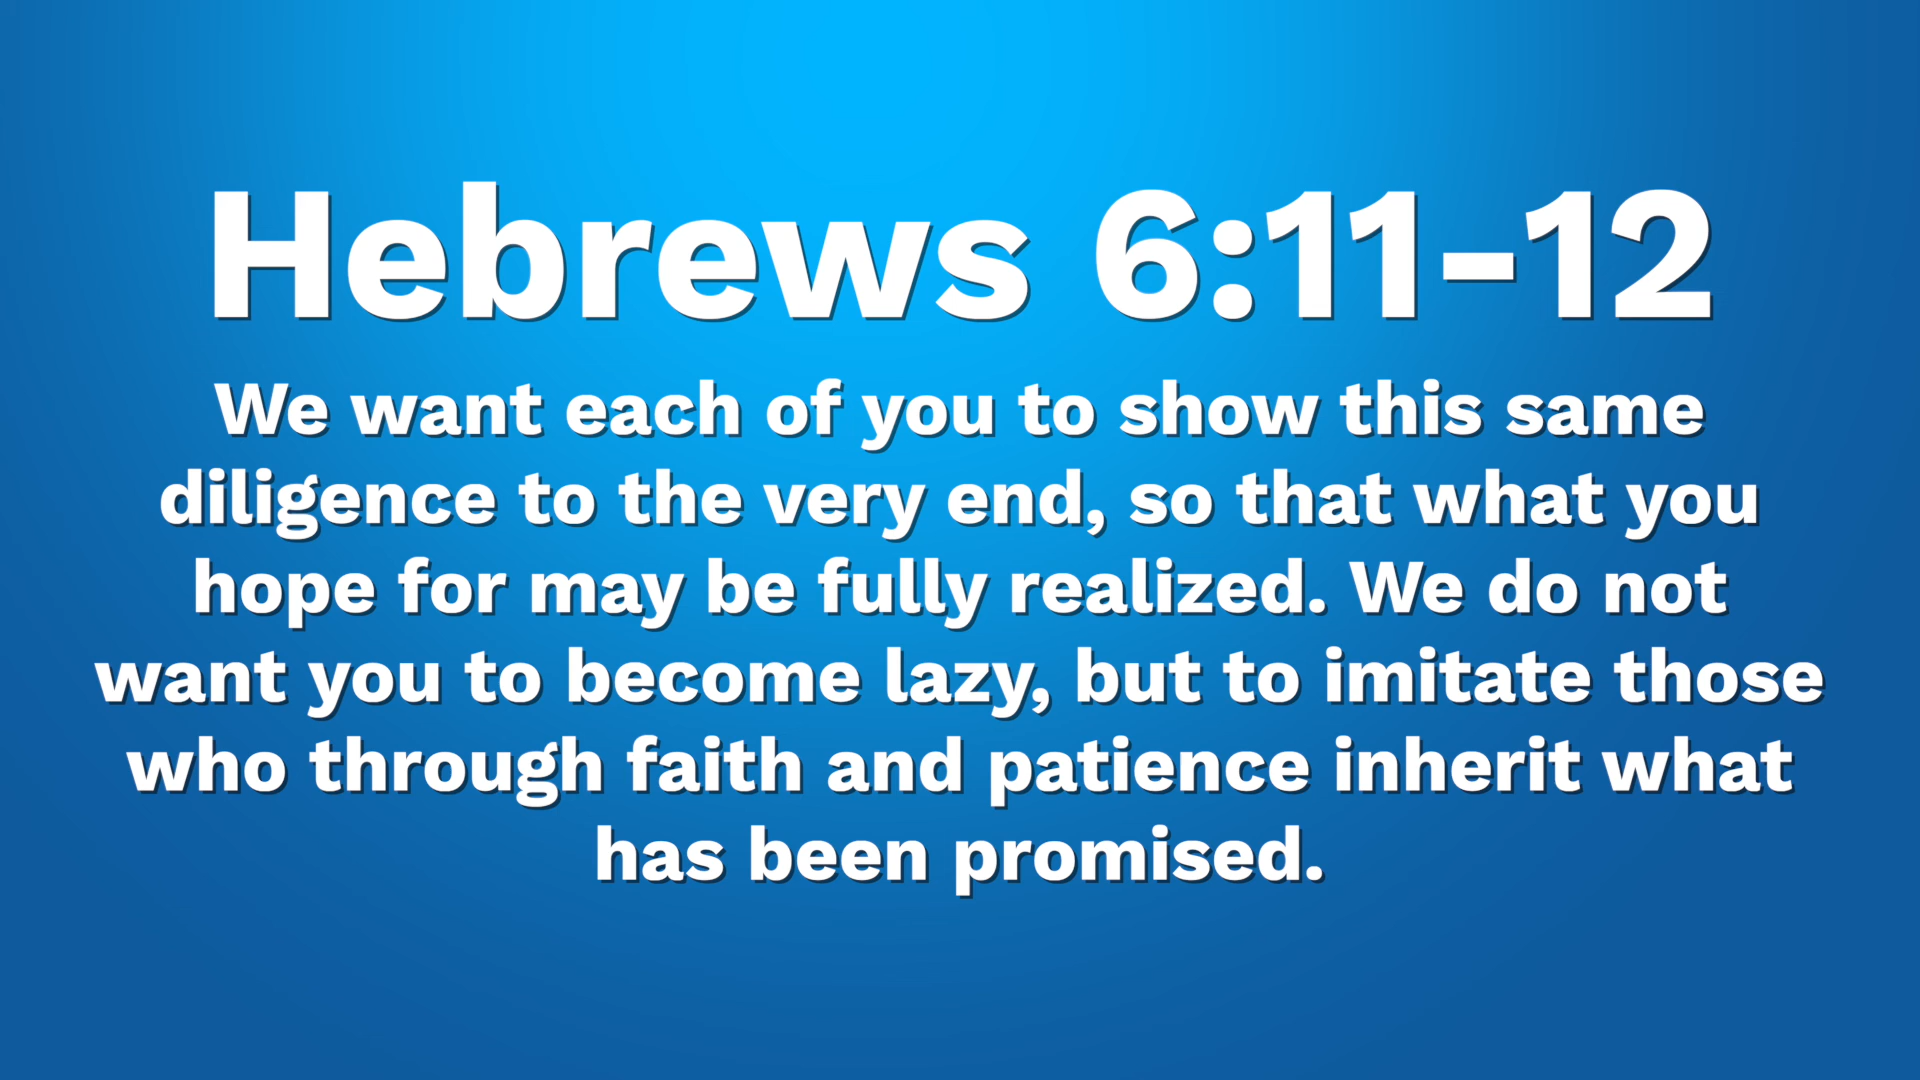 Hebrews 6:11-12
We want each of you to show this same
diligence to the very end, so that what you
hope for may be fully realized. We do not
want you to become lazy, but to imitate those
who through faith and patience inherit what
has been promised.